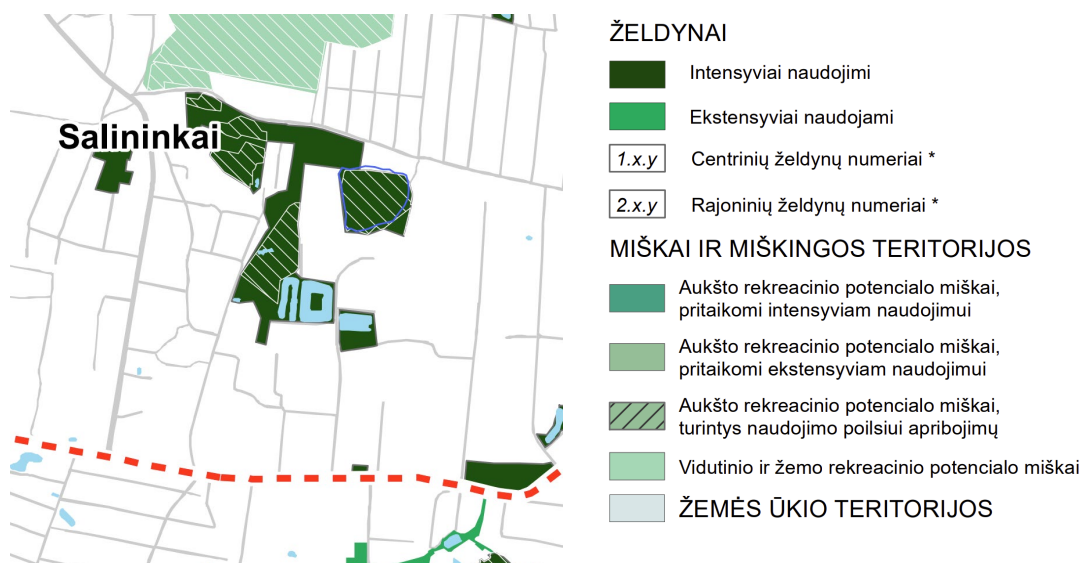 Salininkai
ŽELDYNAI
Intensyviai naudojimi
Ekstensyviai naudojami
1.x.y Centrinių želdynų numeriai *
2.x.y Rajoninių želdynų numeriai *
MIŠKAI IR MIŠKINGOS TERITORIJOS
Aukšto rekreacinio potencialo miškai,
pritaikomi intensyviam naudojimui
Aukšto rekreacinio potencialo miškai,
pritaikomi ekstensyviam naudojimui
Aukšto rekreacinio potencialo miškai,
turintys naudojimo poilsiui apribojimų
Vidutinio ir žemo rekreacinio potencialo miškai
ŽEMĖS ŪKIO TERITORIJOS